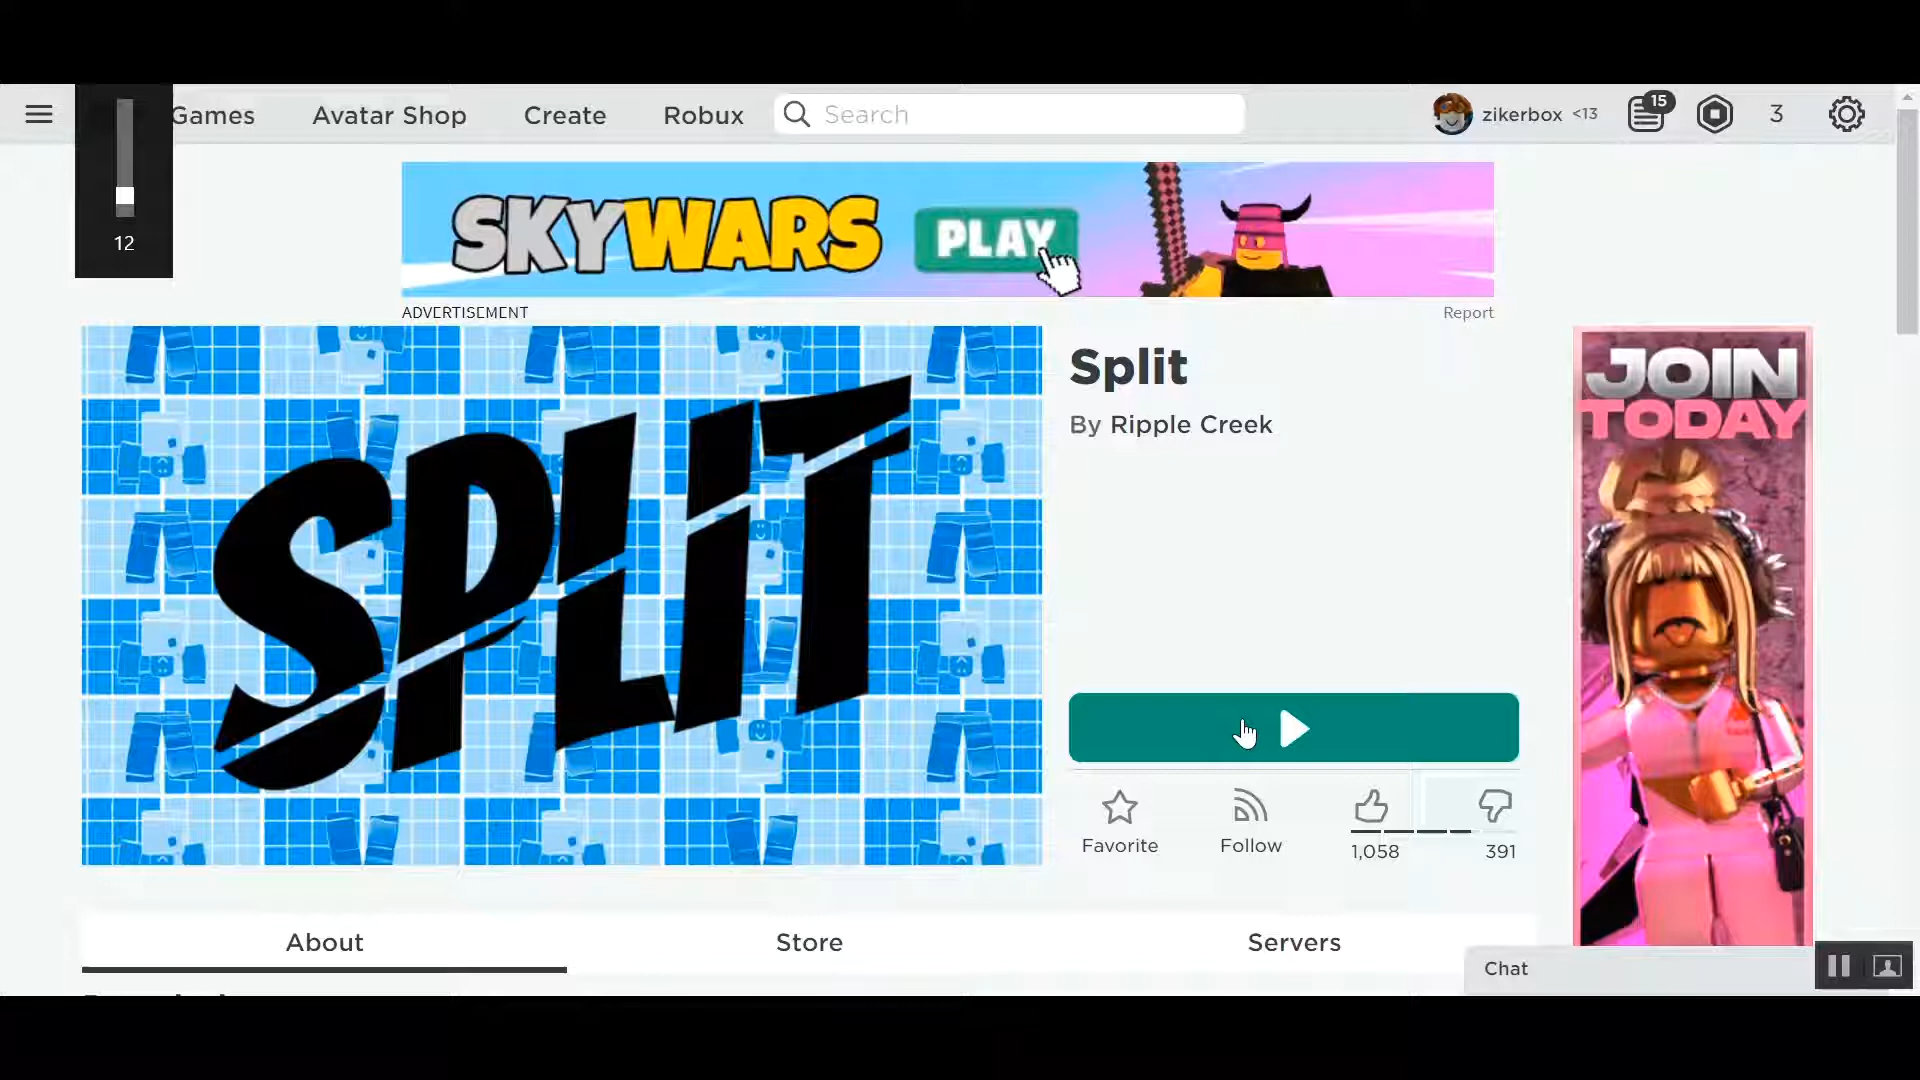 Games
Avatar Shop
Create
Robux
Search
zikerbox <13
15
3
12
SKYWARS
PLAY
ADVERTISEMENT
Report
SPLIT
Split
By Ripple Creek
JOIN
TODAY
Favorite
Follow
1,058
391
About
Store
Servers
Chat